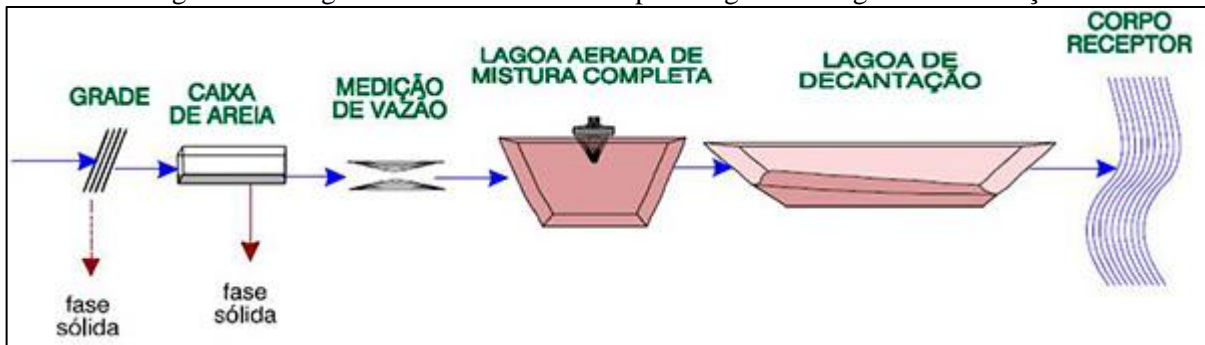 GRADE
CAIXA
DE AREIA
MEDIÇÃO
DE VAZÃO
LAGOA AERADA DE
MISTURA COMPLETA
LAGOA DE
DECANTAÇÃO
CORPO
RECEPTOR
fase
sólida
fase
sólida